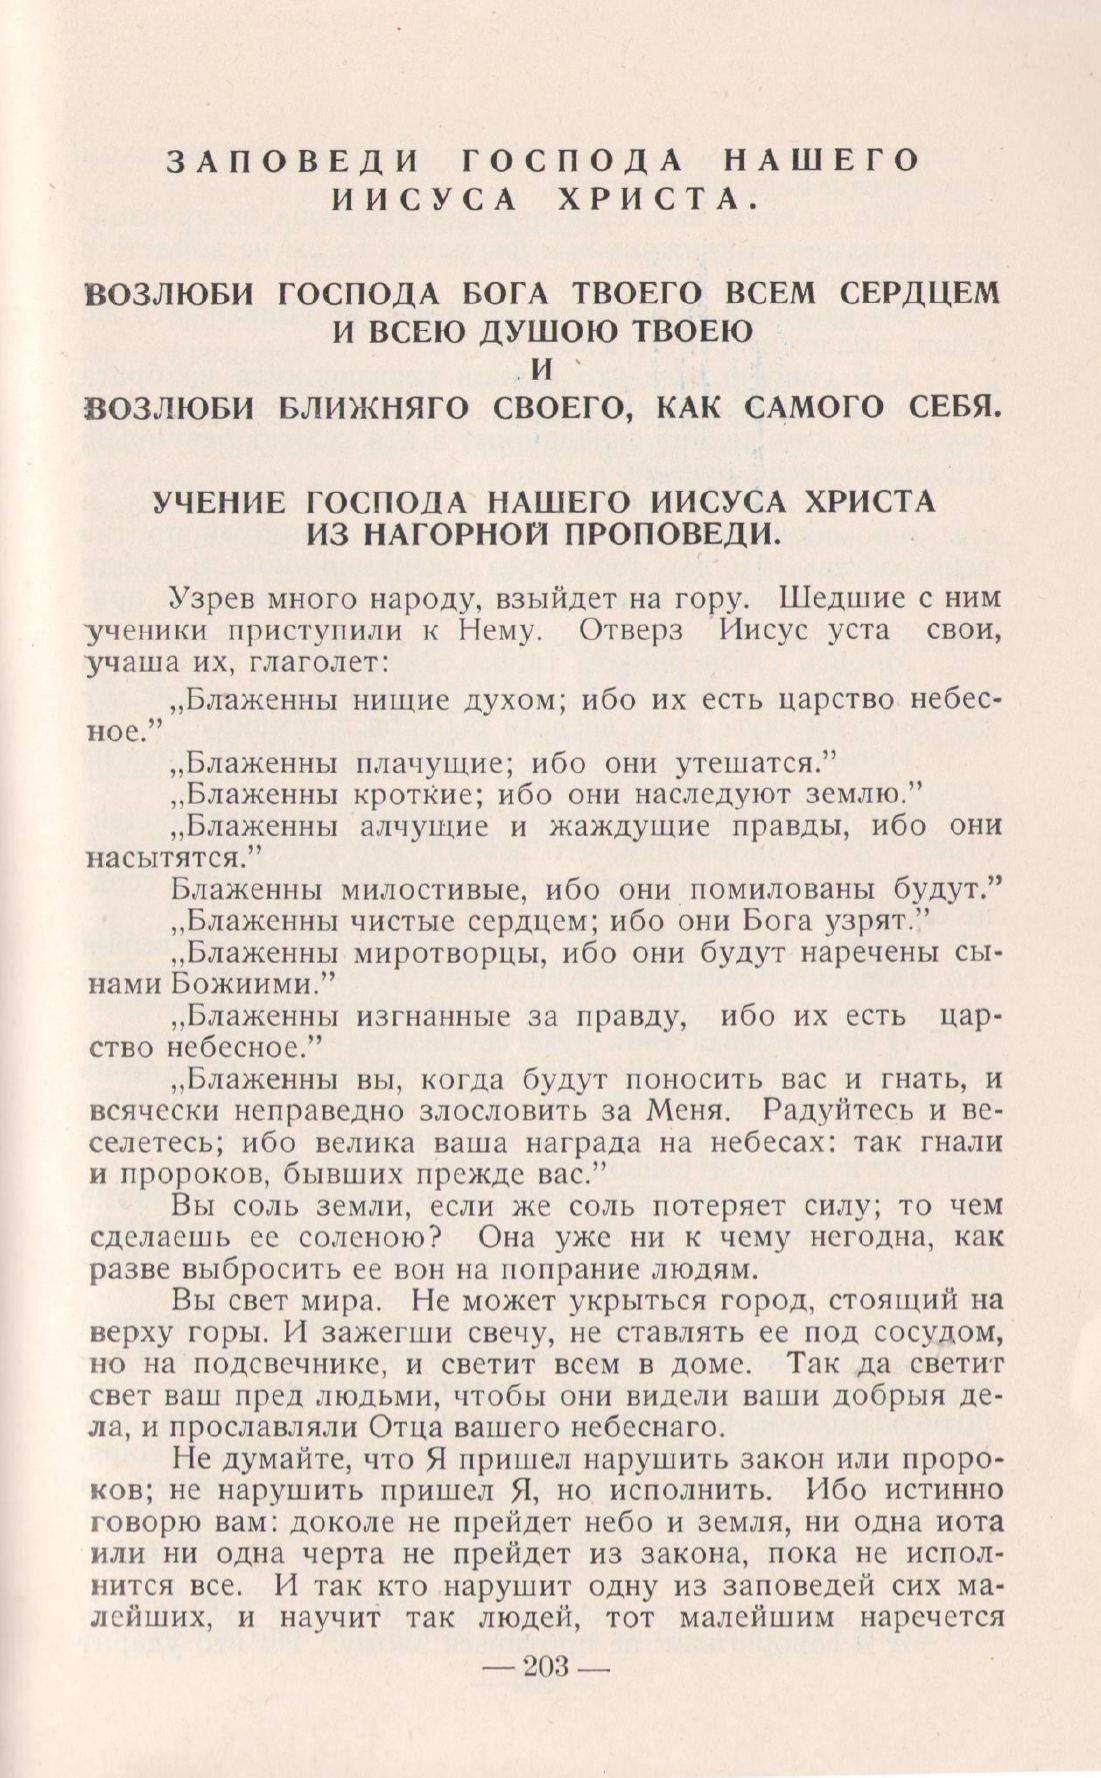 ЗАПОВЕДИ ГОСПОДА НАШЕГО
ИИСУСА ХРИСТА.
ВОЗЛЮБИ ГОСПОДА БОГА ТВОЕГО ВСЕМ СЕРДЦЕМ
И ВСЕЮ ДУШОЮ ТВОЕЮ
И
ВОЗЛЮБИ БЛИЖНЯГО СВОЕГО, КАК САМОГО СЕБЯ.
УЧЕНИЕ ГОСПОДА НАШЕГО ИИСУСА ХРИСТА
ИЗ НАГОРНОЙ ПРОПОВЕДИ.
Узрев много народу, взыйдет на гору. Шедшие с ним
ученики приступили к Нему. Отверз Иисус уста свои,
учаша их, глаголет:
„Блаженны нищие духом; ибо их есть царство небес-
ное.”
„Блаженны плачущие; ибо они утешатся.”
„Блаженны кроткие; ибо они наследуют землю.”
„Блаженны алчущие и жаждущие правды, ибо они
насытятся.”
Блаженны милостивые, ибо они помилованы будут.”
„Блаженны чистые сердцем; ибо они Бога узрят.”
„Блаженны миротворцы, ибо они будут наречены сы-
нами Божиими.”
„Блаженны изгнанные за правду, ибо их есть цар-
ство небесное.”
„Блаженны вы, когда будут поносить вас и гнать, и
всячески неправедно злословить за Меня. Радуйтесь и ве-
селетесь; ибо велика ваша награда на небесах: так гнали
и пророков, бывших прежде вас.”
Вы соль земли, если же соль потеряет силу; то чем
сделаешь ее соленою? Она уже ни к чему негодна, как
разве выбросить ее вон на попрание людям.
Вы свет мира. Не может укрыться город, стоящий на
верху горы. И зажегши свечу, не ставлять ее под сосудом,
но на подсвечнике, и светит всем в доме. Так да светит
свет ваш пред людьми, чтобы они видели ваши добрыя де-
ла, и прославляли Отца вашего небеснаго.
Не думайте, что Я пришел нарушить закон или проро-
ков; не нарушить пришел Я, но исполнить. Ибо истинно
говорю вам: доколе не прейдет небо и земля, ни одна иота
или ни одна черта не прейдет из закона, пока не испол-
нится все. И так кто нарушит одну из заповедей сих ма-
лейших, и научит так людей, тот малейшим наречется
— 203 —